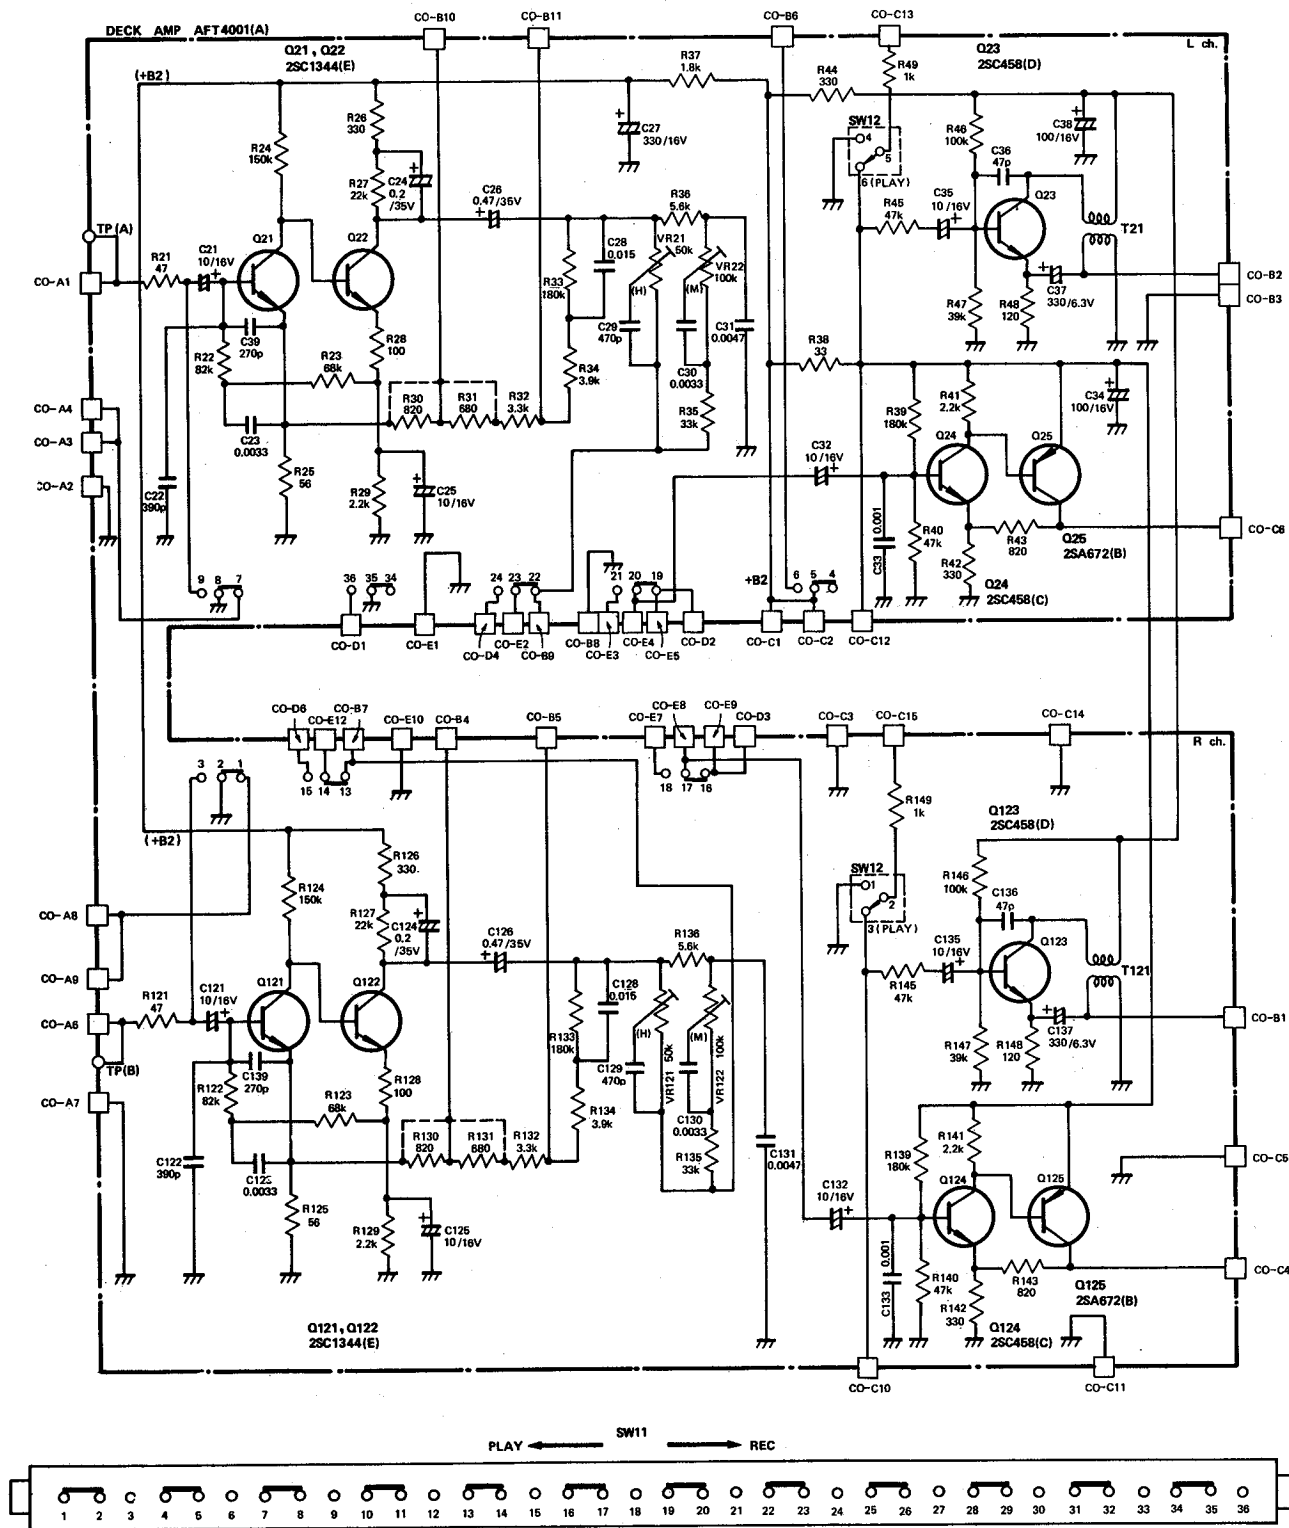 DECK AMP AFT4001(A)
CO-B10
CO-B11
CO-B6
CO-C13
L ch.
Q21, Q22
2SC1344(E)
Q23
2SC458(D)
(+B2)
R37
1.8k
R49
1k
R44
330
R26
330
C27
330/16V
SW12
4
5
6(PLAY)
R46
100k
C38
100/16V
R24
150k
R27
22k
C24
0.2
/35V
C26
0.47/35V
R36
5.6k
C36
47p
C35
10/16V
R45
47k
Q23
T21
TP(A)
CO-A1
R21
47
C21
10/16V
Q21
Q22
C28
0.015
VR21
50k
VR22
100k
R33
180k
(H)
(M)
C37
330/6.3V
CO-B2
CO-B3
R47
39k
R48
120
C39
270p
R22
82k
R23
68k
R28
100
C29
470p
C31
0.0047
C30
0.0033
R38
33
R34
3.9k
R30
820
R31
680
R32
3.3k
R35
33k
R39
180k
R41
2.2k
C34
100/16V
CO-A4
CO-A3
CO-A2
C23
0.0033
R25
56
C22
390p
R29
2.2k
C25
10/16V
C32
10/16V
Q24
Q25
C33
0.001
R40
47k
R43
820
R42
330
Q25
2SA672(B)
Q24
2SC458(C)
CO-C6
9
8
7
36
35
34
24
23
22
21
20
19
+B2
6
5
4
CO-D1
CO-E1
CO-D4
CO-E2
CO-B9
CO-B8
CO-E3
CO-E4
CO-E5
CO-D2
CO-C1
CO-C2
CO-C12
CO-D6
CO-E12
CO-B7
CO-E10
CO-B4
CO-B5
CO-E7
CO-E8
CO-E9
CO-D3
CO-C3
CO-C15
CO-C14
R ch.
3
2
1
15
14
13
18
17
16
R149
1k
Q123
2SC458(D)
(+B2)
R126
330
SW12
1
2
3(PLAY)
R146
100k
C136
47p
R124
150k
R127
22k
C124
0.2
/35V
C126
0.47/35V
R136
5.6k
C135
10/16V
R145
47k
Q123
T121
CO-A8
CO-A9
CO-A6
TP(B)
CO-A7
R121
47
C121
10/16V
Q121
Q122
C128
0.015
R133
180k
(H)
50k
VR121
(M)
100k
VR122
C129
470p
R147
39k
R148
120
C137
330/6.3V
CO-B1
C139
270p
R122
82k
R123
68k
R128
100
R134
3.9k
C130
0.0033
R130
820
R131
680
R132
3.3k
R135
33k
C131
0.0047
C122
390p
C123
0.0033
R125
56
R129
2.2k
C125
10/16V
R139
180k
R141
2.2k
C132
10/16V
Q124
Q125
CO-C5
C133
0.001
R140
47k
R143
820
R142
330
Q125
2SA672(B)
Q124
2SC458(C)
CO-C4
Q121, Q122
2SC1344(E)
CO-C10
CO-C11
SW11
PLAY
REC
1 2 3 4 5 6 7 8 9 10 11 12 13 14 15 16 17 18 19 20 21 22 23 24 25 26 27 28 29 30 31 32 33 34 35 36